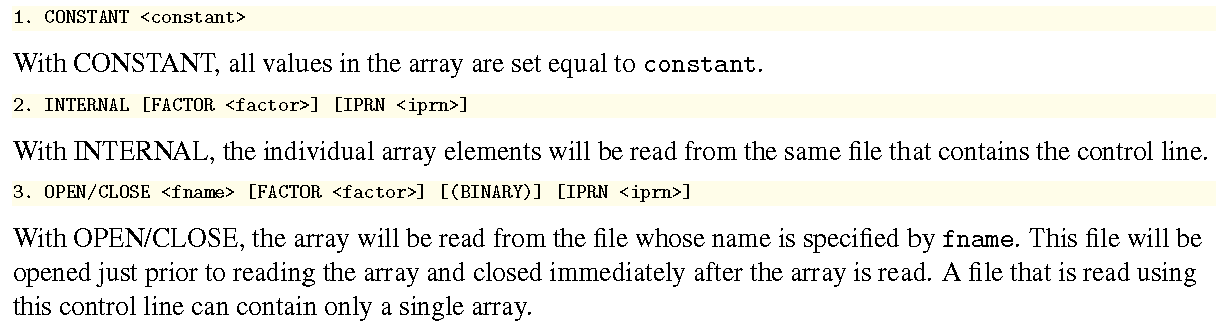 1. CONSTANT <constant>
With CONSTANT, all values in the array are set equal to constant.
2. INTERNAL [FACTOR <factor>] [IPRN <iprn>]
With INTERNAL, the individual array elements will be read from the same file that contains the control line.
3. OPEN/CLOSE <fname> [FACTOR <factor>] [(BINARY)] [IPRN <iprn>]
With OPEN/CLOSE, the array will be read from the file whose name is specified by fname. This file will be
opened just prior to reading the array and closed immediately after the array is read. A file that is read using
this control line can contain only a single array.